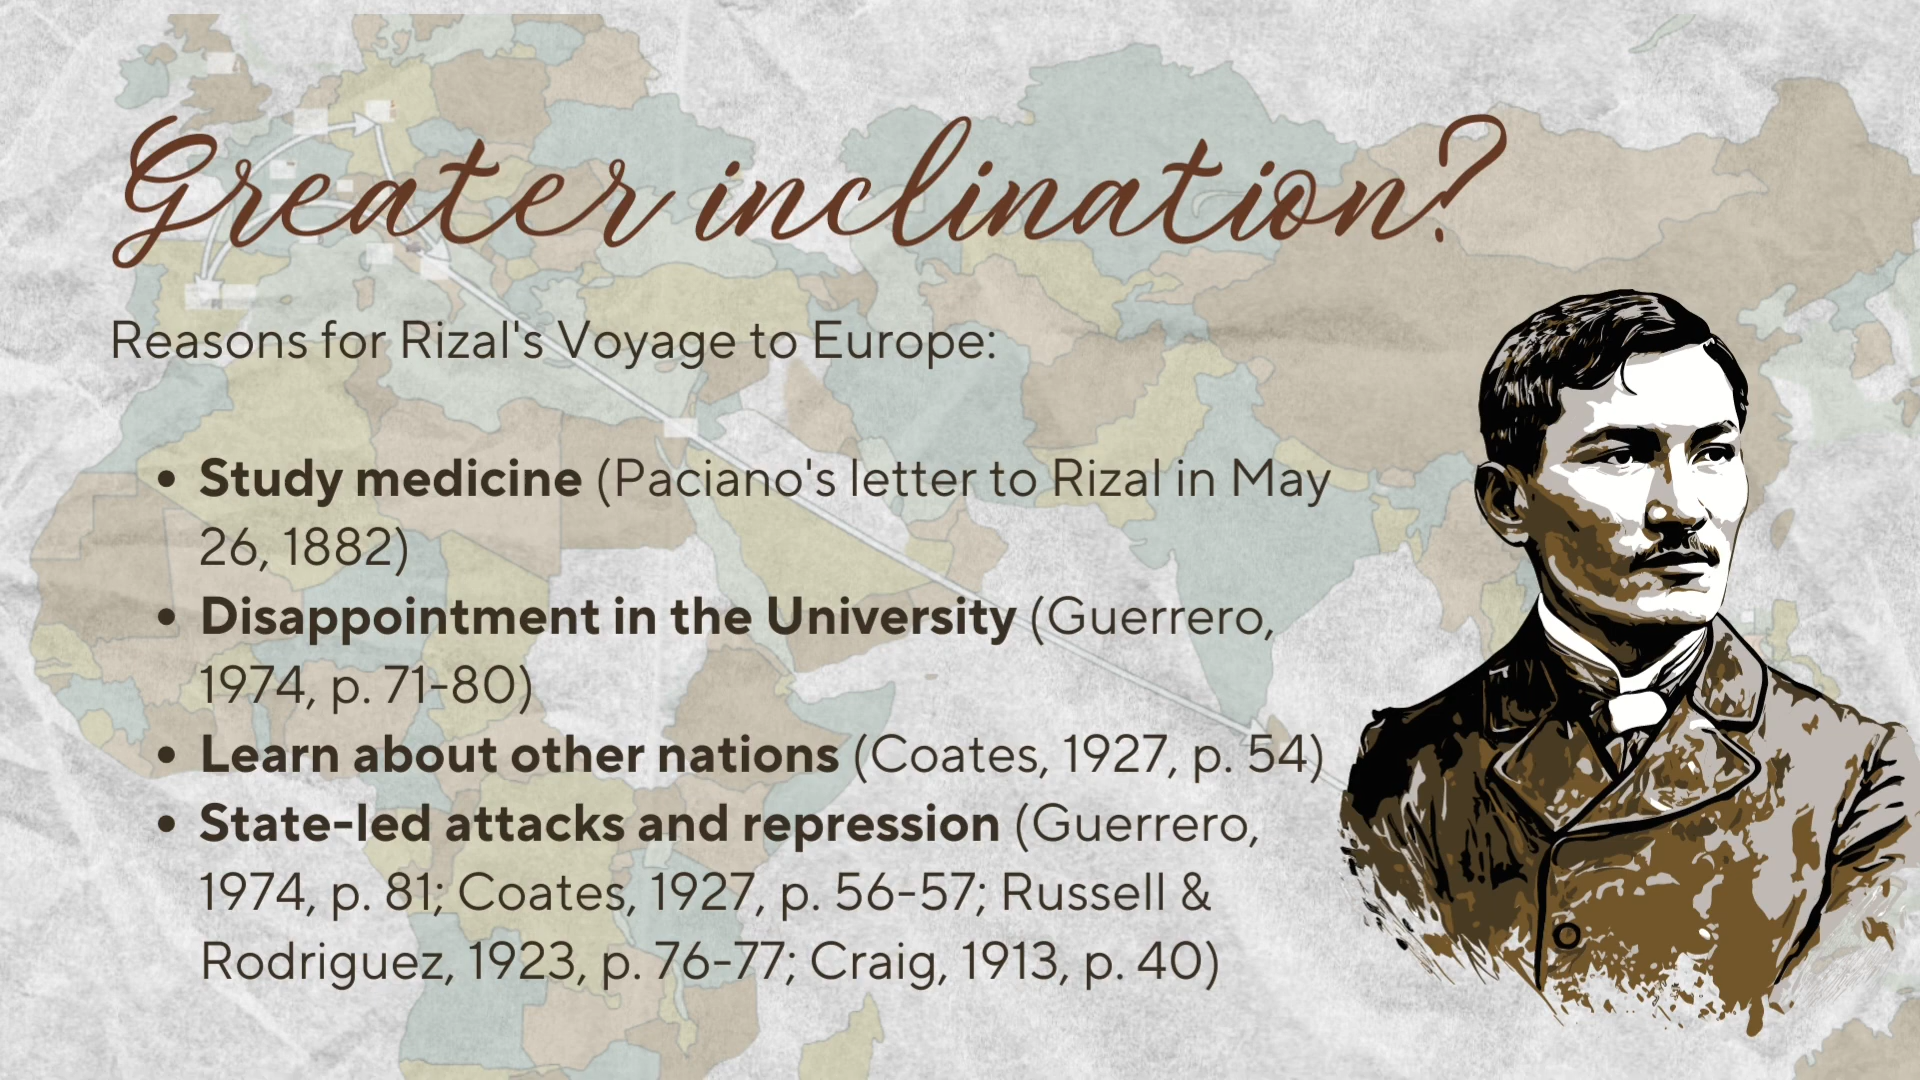 Greater inclination?
Reasons for Rizal's Voyage to Europe:
• Study medicine (Paciano's letter to Rizal in May
26, 1882)
• Disappointment in the University (Guerrero,
1974, p. 71-80)
• Learn about other nations (Coates, 1927, p. 54)
• State-led attacks and repression (Guerrero,
1974, p. 81; Coates, 1927, p. 56-57; Russell &
Rodriguez, 1923, p. 76-77; Craig, 1913, p. 40)